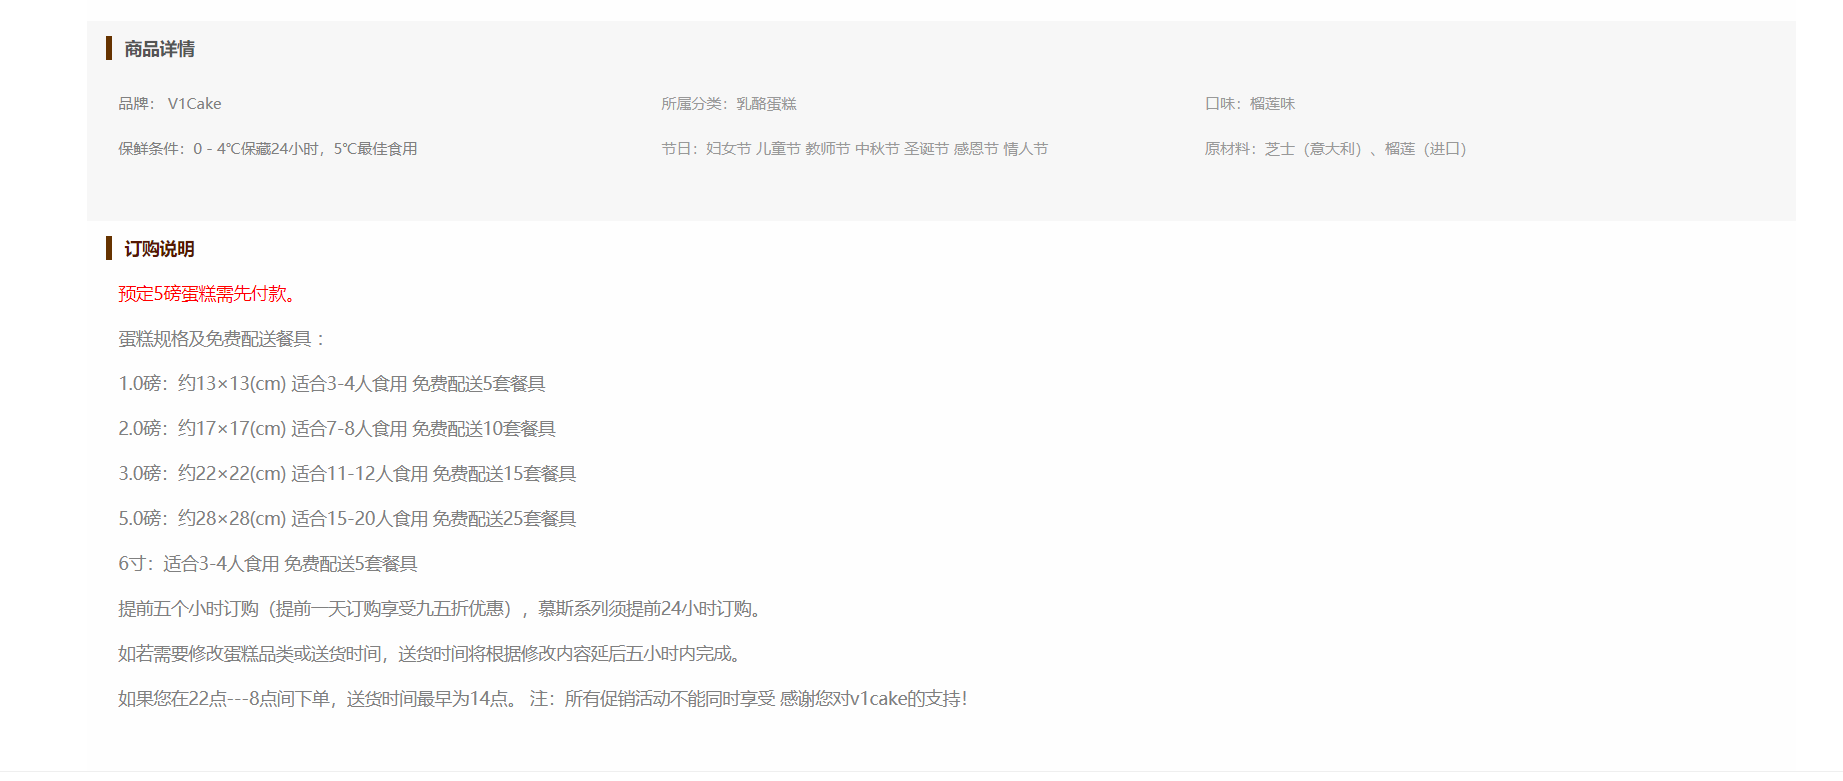 商品详情
品牌： V1Cake
所属分类：乳酪蛋糕
口味：榴莲味
保鲜条件：0 - 4℃保藏24小时，5℃最佳食用
节日：妇女节 儿童节 教师节 中秋节 圣诞节 感恩节 情人节
原材料：芝士（意大利）、榴莲（进口）
订购说明
预定5磅蛋糕需先付款。
蛋糕规格及免费配送餐具：
1.0磅：约13×13(cm) 适合3-4人食用 免费配送5套餐具
2.0磅：约17×17(cm) 适合7-8人食用 免费配送10套餐具
3.0磅：约22×22(cm) 适合11-12人食用 免费配送15套餐具
5.0磅：约28×28(cm) 适合15-20人食用 免费配送25套餐具
6寸：适合3-4人食用 免费配送5套餐具
提前五个小时订购（提前一天订购享受九五折优惠），慕斯系列须提前24小时订购。
如若需要修改蛋糕品类或送货时间，送货时间将根据修改内容延后五小时内完成。
如果您在22点---8点间下单，送货时间最早为14点。 注：所有促销活动不能同时享受 感谢您对v1cake的支持！